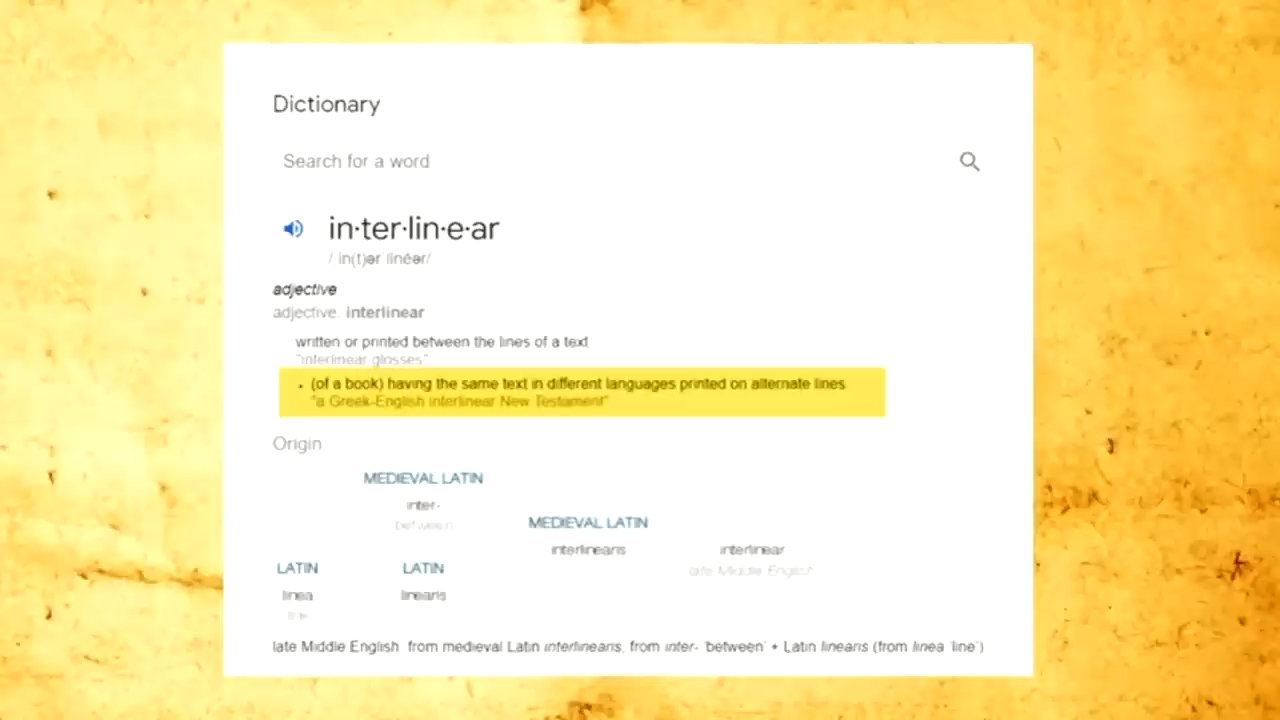 Dictionary
Search for a word
in·ter·lin·e·ar
/ in(t)ər linēər/
adjective
adjective: interlinear
written or printed between the lines of a text
"interlinear glosses"
• (of a book) having the same text in different languages printed on alternate lines
"a Greek-English interlinear New Testament"
Origin
MEDIEVAL LATIN
inter-
between
MEDIEVAL LATIN
interlinearis
interlinear
late Middle English
LATIN
linea
line
LATIN
linearis
late Middle English from medieval Latin interlinearis, from inter- 'between' + Latin linearis (from linea 'line')